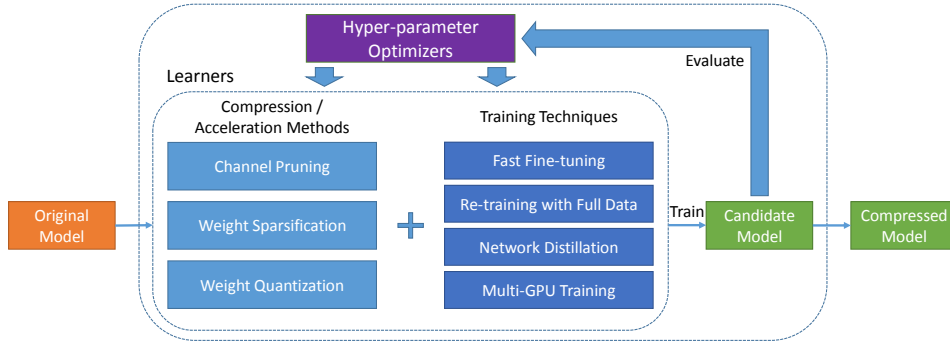 Hyper-parameter
Optimizers
Evaluate
Learners
Compression /
Acceleration Methods
Training Techniques
Channel Pruning
Weight Sparsification
Weight Quantization
Fast Fine-tuning
Re-training with Full Data
Network Distillation
Multi-GPU Training
Original
Model
Train
Candidate
Model
Compressed
Model